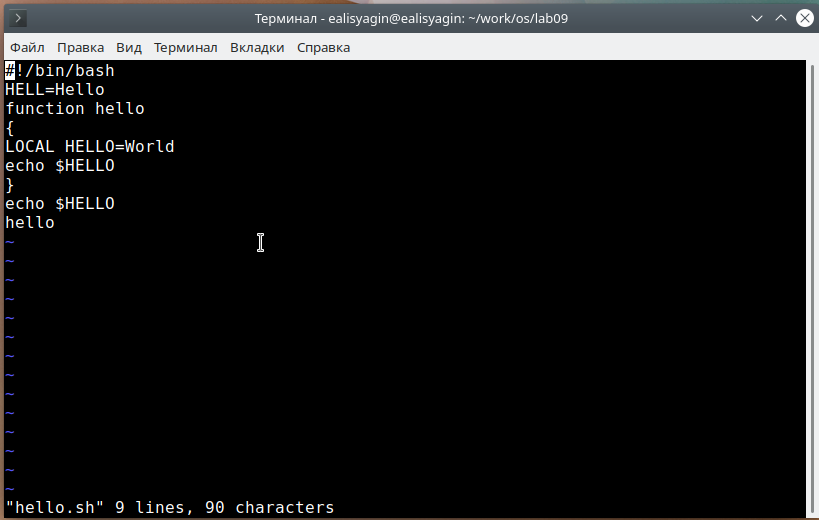 Терминал - ealisyagin@ealisyagin: ~/work/os/lab09
Файл Правка Вид Терминал Вкладки Справка
#!/bin/bash
HELL=Hello
function hello
{
LOCAL HELLO=World
echo $HELLO
}
echo $HELLO
hello
~
~
~
~
~
~
~
~
~
~
~
~
~
~
"hello.sh" 9 lines, 90 characters